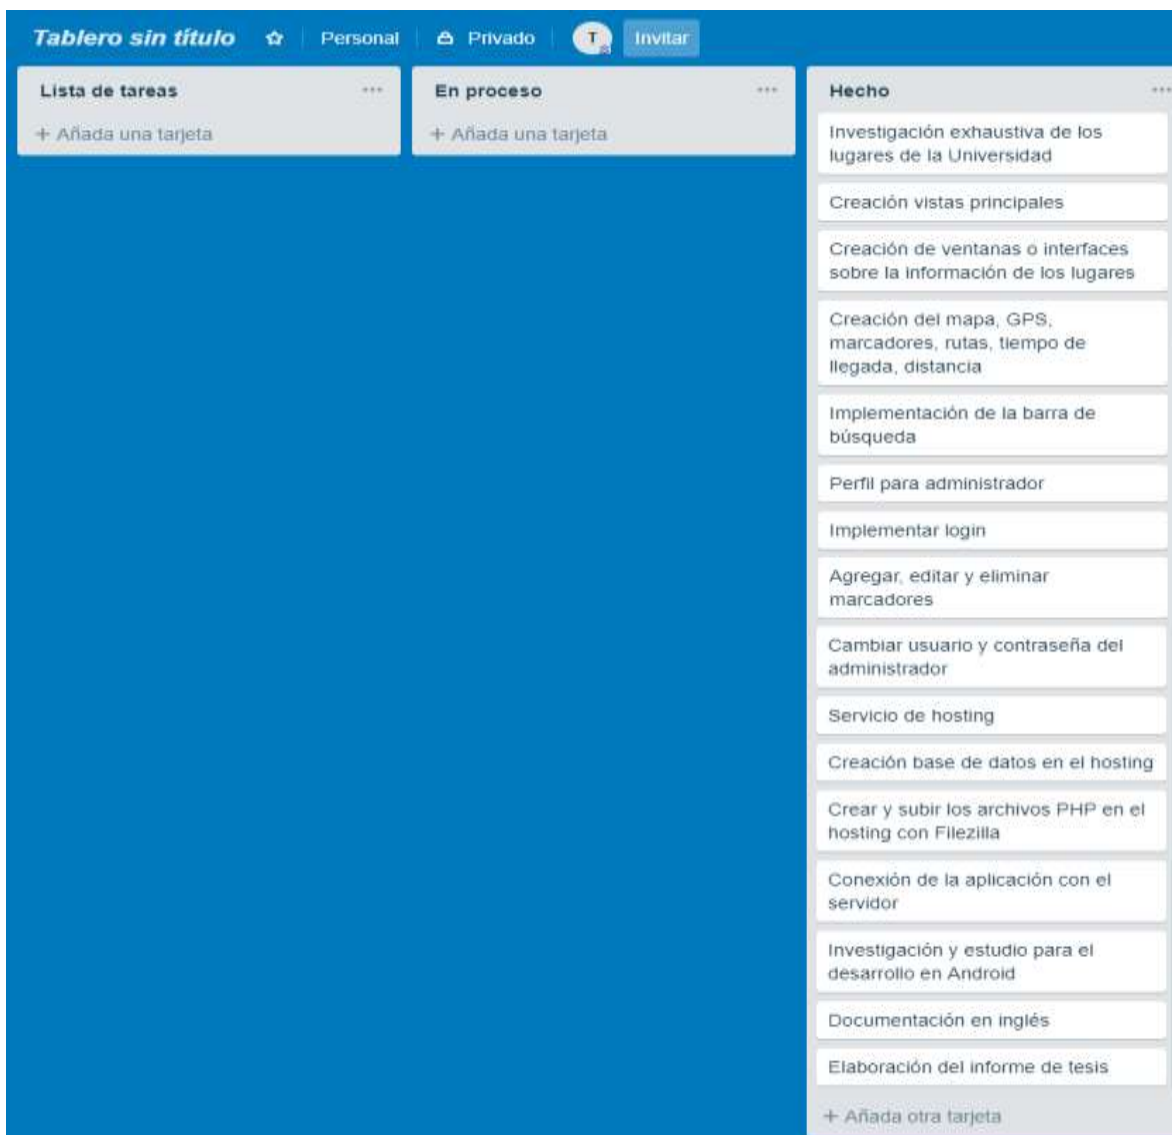 Tablero sin título
Personal
Privado
T
Invitar
Lista de tareas
+ Añada una tarjeta
En proceso
+ Añada una tarjeta
Hecho
Investigación exhaustiva de los
lugares de la Universidad
Creación vistas principales
Creación de ventanas o interfaces
sobre la información de los lugares
Creación del mapa, GPS,
marcadores, rutas, tiempo de
llegada, distancia
Implementación de la barra de
búsqueda
Perfil para administrador
Implementar login
Agregar, editar y eliminar
marcadores
Cambiar usuario y contraseña del
administrador
Servicio de hosting
Creación base de datos en el hosting
Crear y subir los archivos PHP en el
hosting con Filezilla
Conexión de la aplicación con el
servidor
Investigación y estudio para el
desarrollo en Android
Documentación en inglés
Elaboración del informe de tesis
+ Añada otra tarjeta